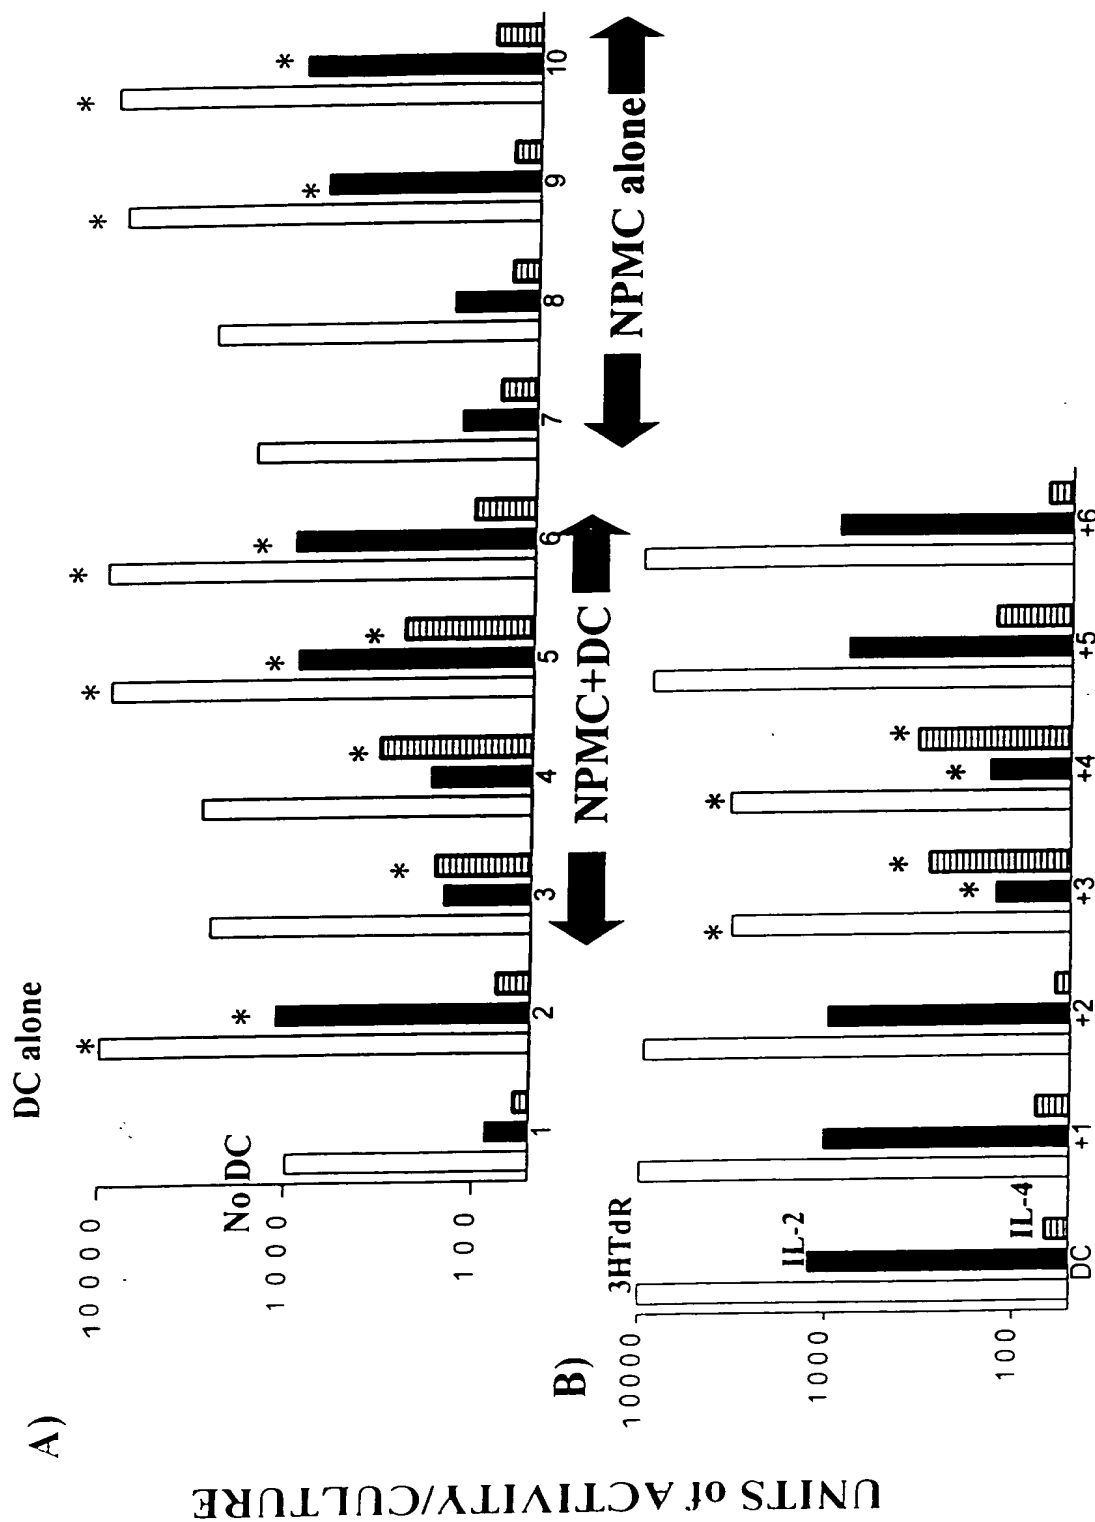 A)
DC alone
No DC
10000
1000
100
* * * * * * * * * * * *
1 2 3 4 5 6 7 8 9 10
NPMC+DC
NPMC alone
B)
3HTdR
IL-2
IL-4
10000
1000
100
* * * * * *
DC +1 +2 +3 +4 +5 +6
UNITS of ACTIVITY/CULTURE